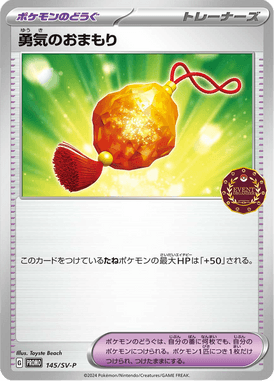 ポケモンのどうぐ トレーナーズ
勇気のおまもり
EVENT
このカードをつけているたねポケモンの最大HPは「+50」される。
Illus. Toyste Beach
G PROMO 145/SV-P
©2024 Pokémon/Nintendo/Creatures/GAME FREAK.
ポケモンのどうぐは、自分の番に何枚でも、自
分のポケモンにつけられる。ポケモン1匹につき1枚だけ
つけられ、つけたままにする。